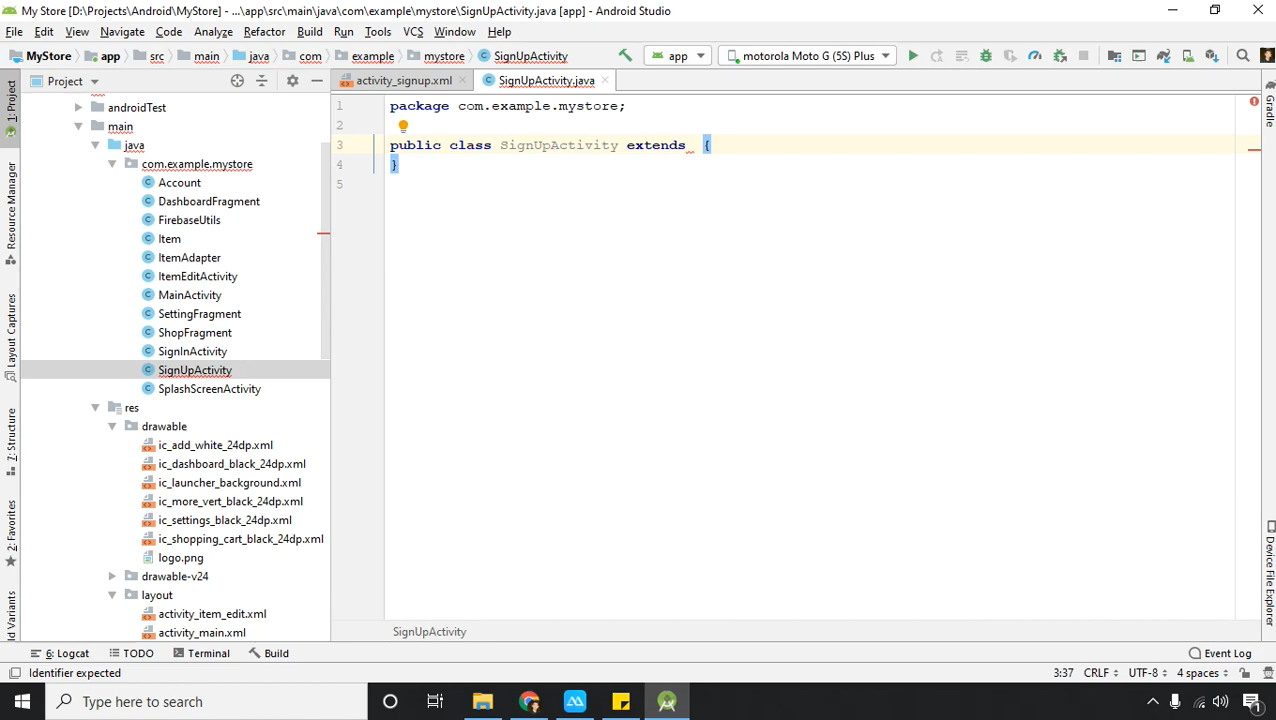 My Store [D:\Projects\Android\MyStore] - ...\app\src\main\java\com\example\mystore\SignUpActivity.java [app] - Android Studio
File Edit View Navigate Code Analyze Refactor Build Run Tools VCS Window Help
MyStore app src main java com example mystore SignUpActivity app motorola Moto G (5S) Plus
Project activity_signup.xml SignUpActivity.java
1: Project
Resource Manager
Layout Captures
7: Structure
2: Favorites
ld Variants
androidTest
main
java
com.example.mystore
Account
DashboardFragment
FirebaseUtils
Item
ItemAdapter
ItemEditActivity
MainActivity
SettingFragment
ShopFragment
SignInActivity
SignUpActivity
SplashScreenActivity
res
drawable
ic_add_white_24dp.xml
ic_dashboard_black_24dp.xml
ic_launcher_background.xml
ic_more_vert_black_24dp.xml
ic_settings_black_24dp.xml
ic_shopping_cart_black_24dp.xml
logo.png
drawable-v24
layout
activity_item_edit.xml
activity_main.xml
1 package com.example.mystore;
2
3 public class SignUpActivity extends {
4 }
5
SignUpActivity
Gradle
Device File Explorer
6: Logcat TODO Terminal Build Event Log
Identifier expected 3:37 CRLF UTF-8 4 spaces
Type here to search 1